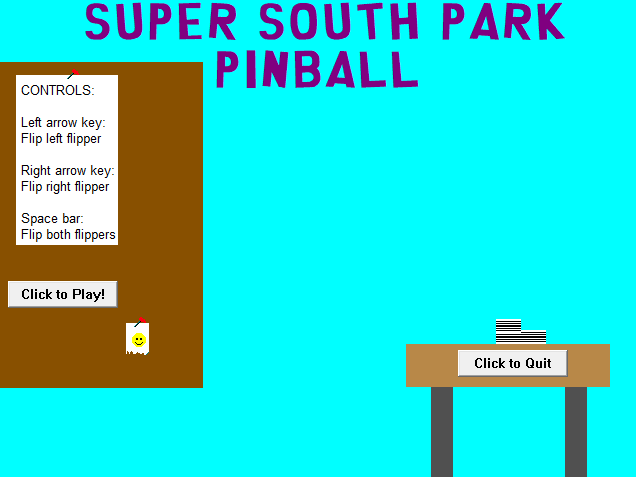 SUPER SOUTH PARK
PINBALL
CONTROLS:
Left arrow key:
Flip left flipper
Right arrow key:
Flip right flipper
Space bar:
Flip both flippers
Click to Play!
Click to Quit